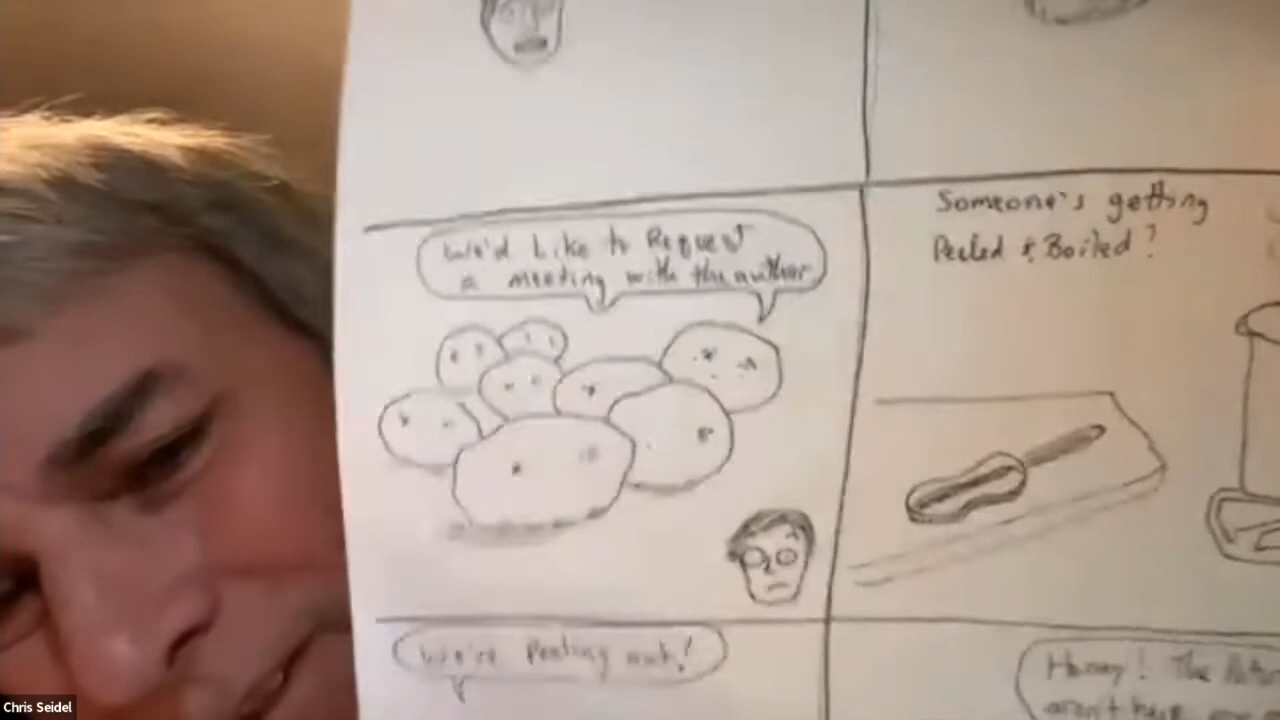 We'd Like to Request
a meeting with the author.
Someone's getting
Peeled & Boiled?
We're Peeling out!
Honey! The
aren't
Chris Seidel